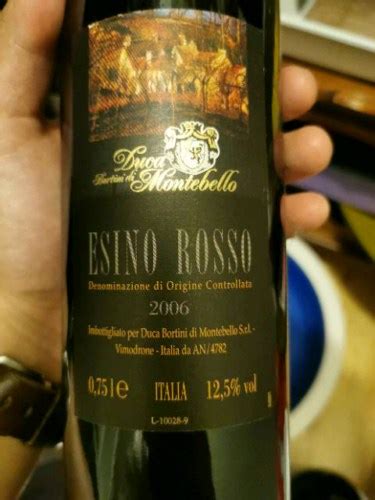 Duca
Bortini di
Montebello
ESINO ROSSO
Denominazione di Origine Controllata
2006
Imbottigliato per Duca Bortini di Montebello S.r.l. -
Vimodrone - Italia da AN/4782
0,75 l e ITALIA 12,5% vol
L-10028-9